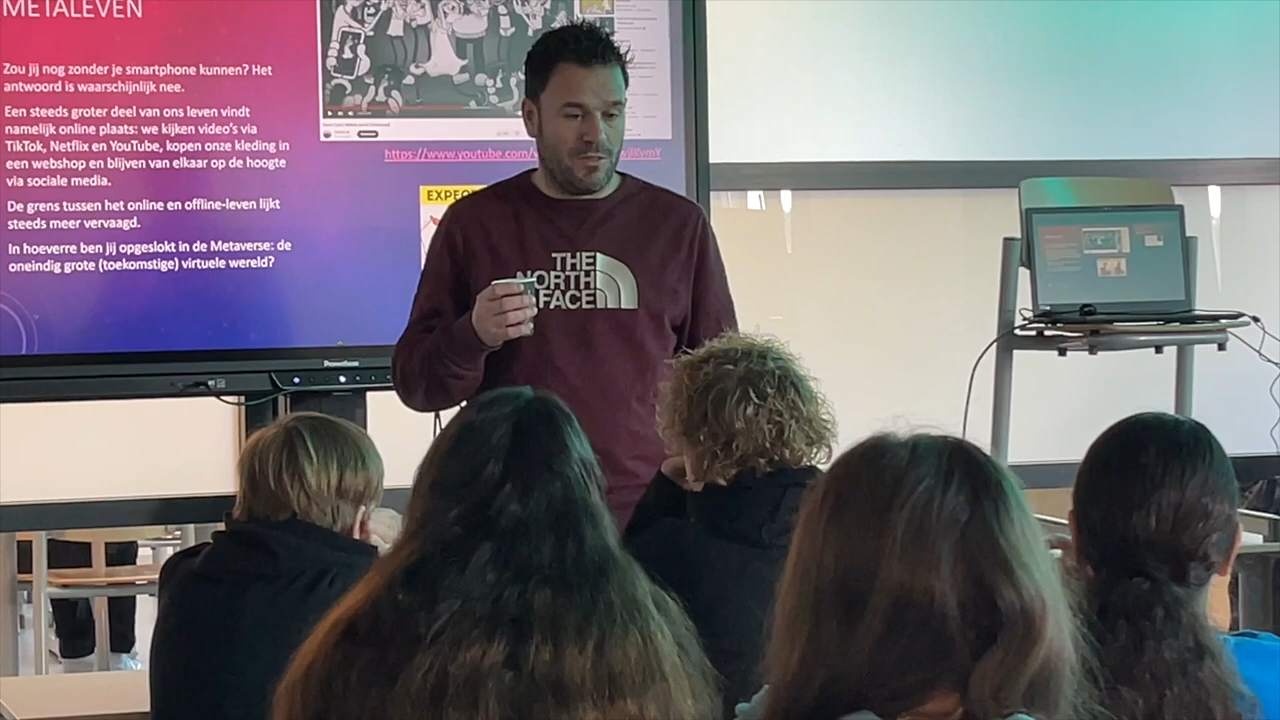 METALEVEN
Zou jij nog zonder je smartphone kunnen? Het
antwoord is waarschijnlijk nee.
Een steeds groter deel van ons leven vindt
namelijk online plaats: we kijken video's via
TikTok, Netflix en YouTube, kopen onze kleding in
een webshop en blijven van elkaar op de hoogte
via sociale media.
De grens tussen het online en offline-leven lijkt
steeds meer vervaagd.
In hoeverre ben jij opgeslokt in de Metaverse: de
oneindig grote (toekomstige) virtuele wereld?
https://www.youtube.com/
EXPEC
THE
NORTH
FACE
Promethean